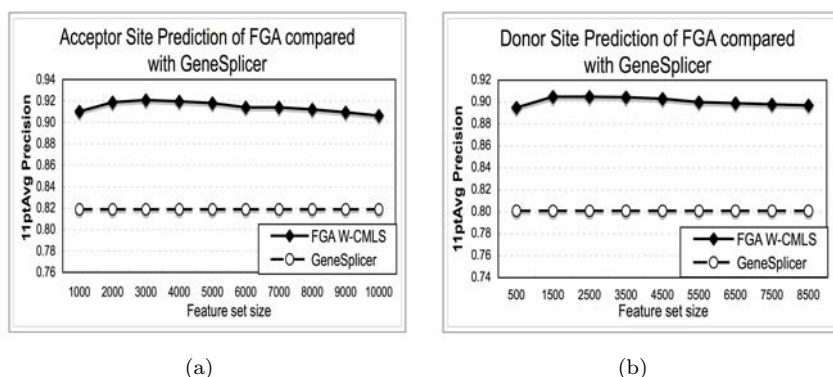 Acceptor Site Prediction of FGA compared
with GeneSplicer
11ptAvg Precision
0.94
0.92
0.90
0.88
0.86
0.84
0.82
0.80
0.78
0.76
FGA W-CMLS
GeneSplicer
1000 2000 3000 4000 5000 6000 7000 8000 9000 10000
Feature set size
(a)
Donor Site Prediction of FGA compared
with GeneSplicer
11ptAvg Precision
0.92
0.90
0.88
0.86
0.84
0.82
0.80
0.78
0.76
0.74
FGA W-CMLS
GeneSplicer
500 1500 2500 3500 4500 5500 6500 7500 8500
Feature set size
(b)